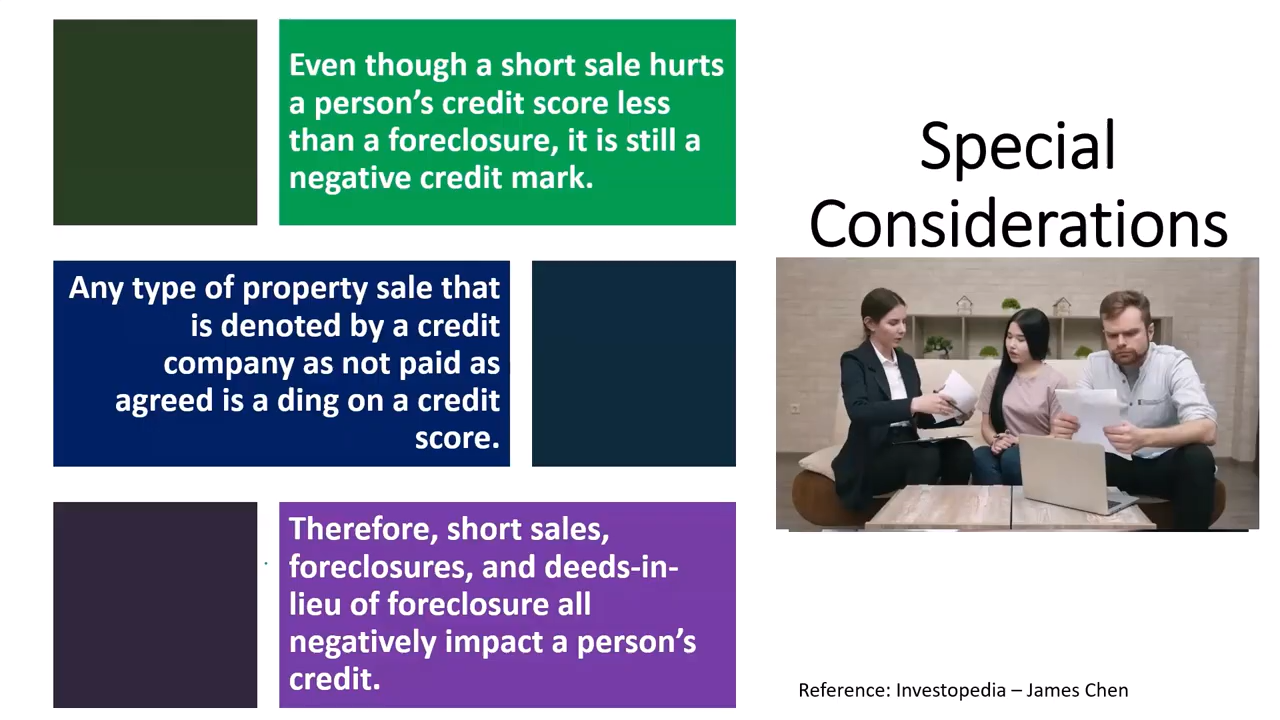 Even though a short sale hurts
a person's credit score less
than a foreclosure, it is still a
negative credit mark.
Any type of property sale that
is denoted by a credit
company as not paid as
agreed is a ding on a credit
score.
Therefore, short sales,
foreclosures, and deeds-in-
lieu of foreclosure all
negatively impact a person's
credit.
Special
Considerations
Reference: Investopedia – James Chen